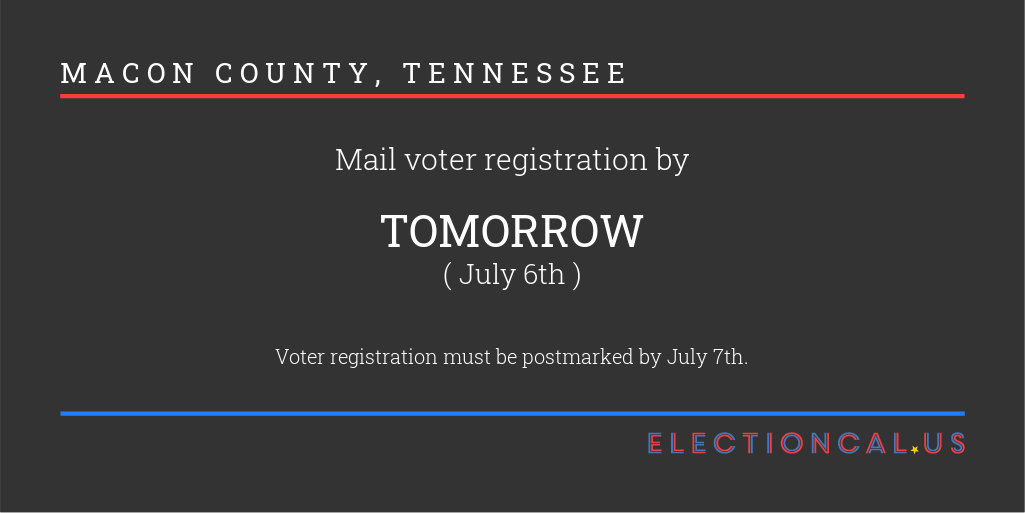 MACON COUNTY, TENNESSEE
Mail voter registration by
TOMORROW
( July 6th )
Voter registration must be postmarked by July 7th.
ELECTIONCAL.US